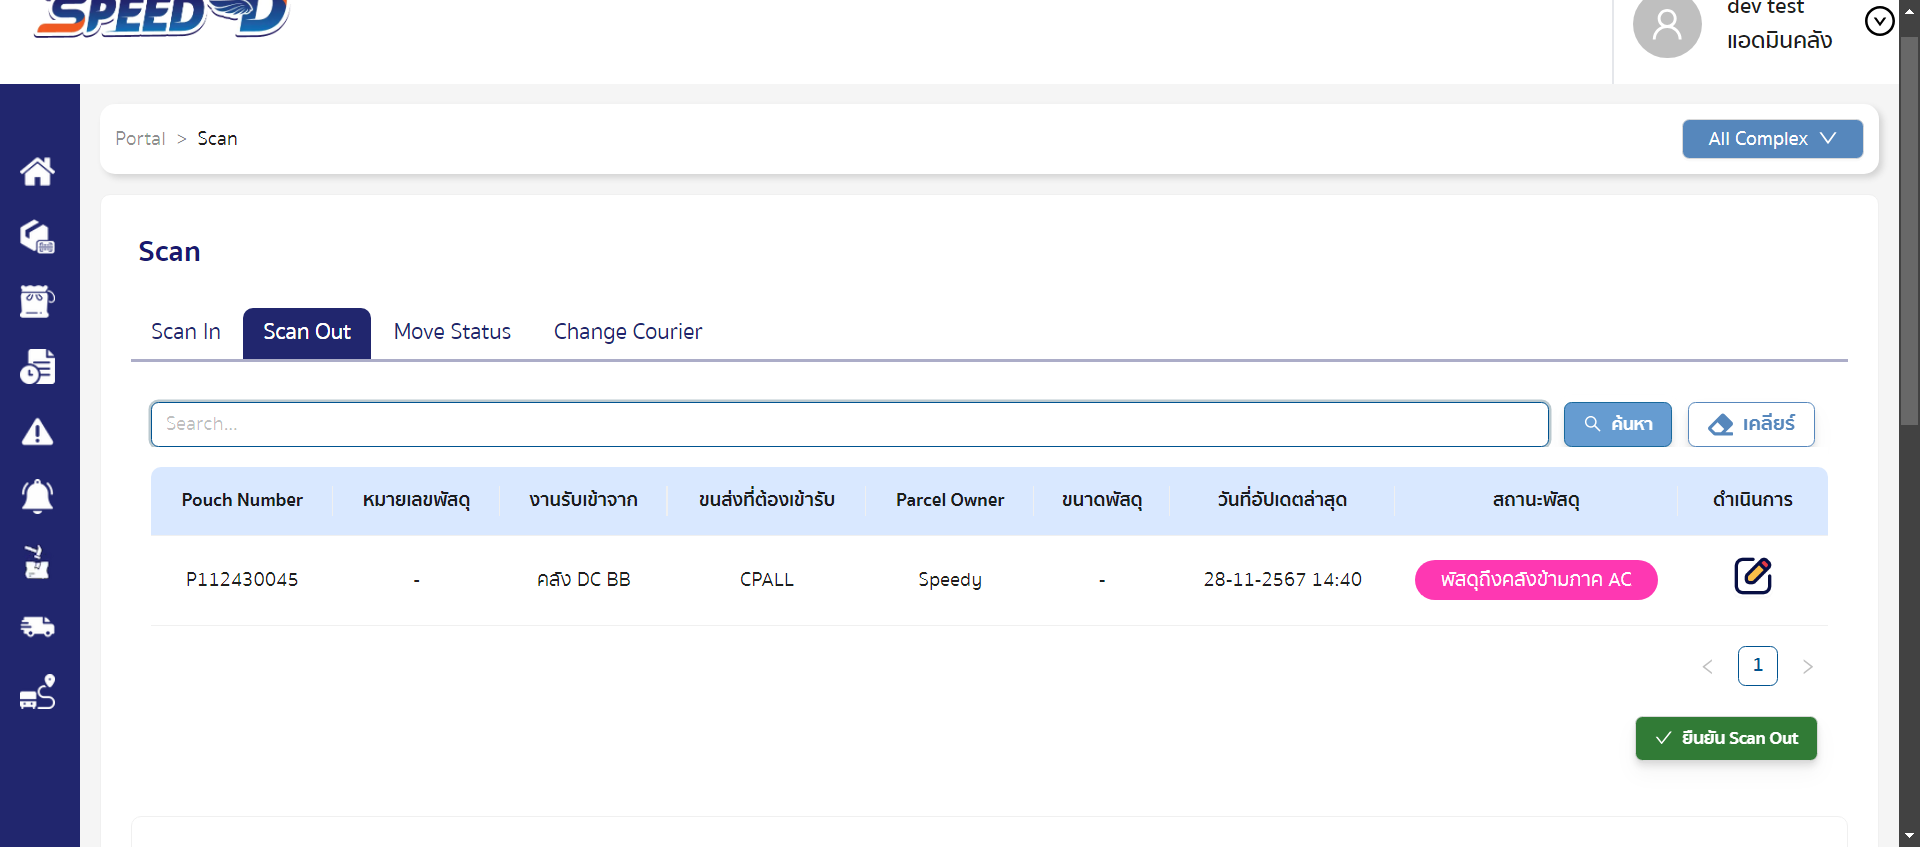 SPEED-D
dev test
แอดมินคลัง
Portal > Scan
All Complex
Scan
Scan In
Scan Out
Move Status
Change Courier
Search...
ค้นหา
เคลียร์
Pouch Number
หมายเลขพัสดุ
งานรับเข้าจาก
ขนส่งที่ต้องเข้ารับ
Parcel Owner
ขนาดพัสดุ
วันที่อัปเดตล่าสุด
สถานะพัสดุ
ดำเนินการ
P112430045
-
คลัง DC BB
CPALL
Speedy
-
28-11-2567 14:40
พัสดุถึงคลังข้ามภาค AC
< 1 >
ยืนยัน Scan Out